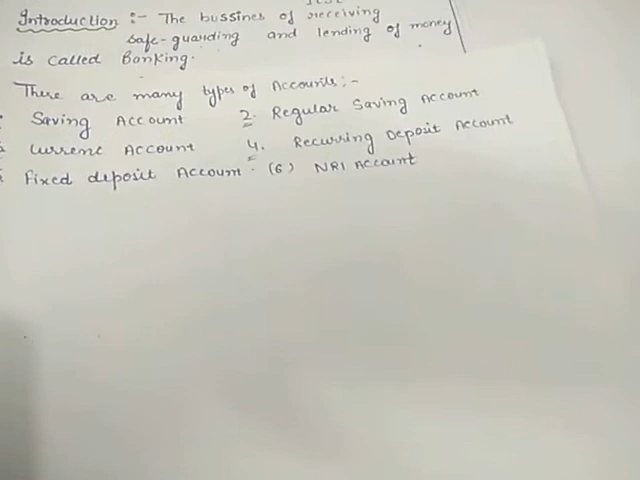 Introduction :- The bussines of receiving
safe-guarding and lending of money
is called Banking.
There are many types of Accounts:-
Saving Account 2. Regular Saving Account
Current Account 4. Recurring Deposit Account
Fixed deposit Account. (6) NRI Account